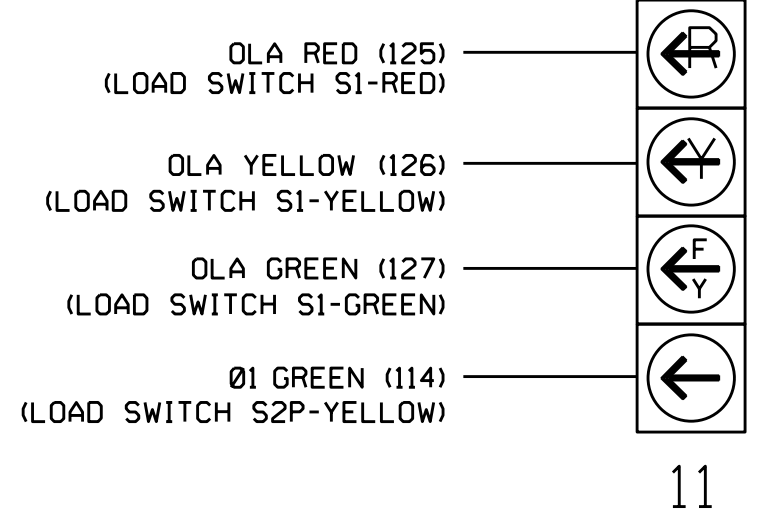 OLA RED (125)
(LOAD SWITCH S1-RED)
R
OLA YELLOW (126)
(LOAD SWITCH S1-YELLOW)
Y
OLA GREEN (127)
(LOAD SWITCH S1-GREEN)
F
Y
Ø1 GREEN (114)
(LOAD SWITCH S2P-YELLOW)
11